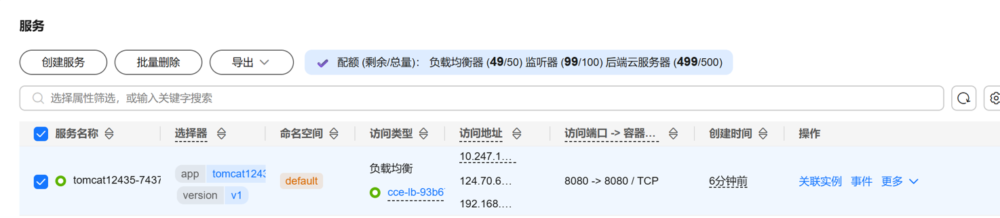 服务
创建服务 批量删除 导出 配额 (剩余/总量)： 负载均衡器 (49/50) 监听器 (99/100) 后端云服务器 (499/500)
选择属性筛选，或输入关键字搜索
服务名称 选择器 命名空间 访问类型 访问地址 访问端口 -> 容器... 创建时间 操作
tomcat12435-7437 app tomcat1243 version v1 default 负载均衡 cce-lb-93b6 10.247.1... 124.70.6... 192.168.... 8080 -> 8080 / TCP 6分钟前 关联实例 事件 更多